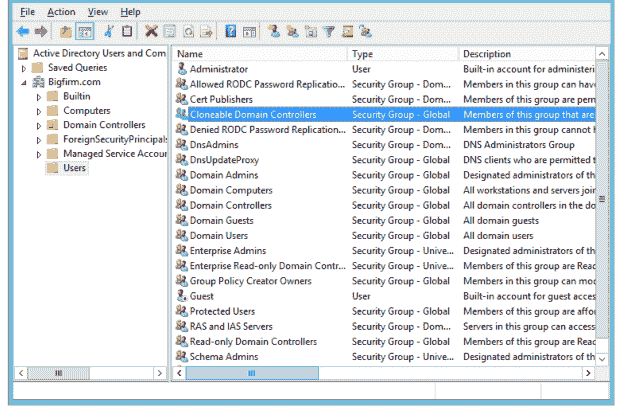 File Action View Help
Active Directory Users and Com
Saved Queries
Bigfirm.com
Builtin
Computers
Domain Controllers
ForeignSecurityPrincipals
Managed Service Accour
Users
Name Type Description
Administrator User Built-in account for administeri
Allowed RODC Password Replicatio... Security Group - Dom... Members in this group can have
Cert Publishers Security Group - Dom... Members of this group are perm
Cloneable Domain Controllers Security Group - Global Members of this group that are
Denied RODC Password Replication... Security Group - Dom... Members in this group cannot h
DnsAdmins Security Group - Dom... DNS Administrators Group
DnsUpdateProxy Security Group - Global DNS clients who are permitted t
Domain Admins Security Group - Global Designated administrators of th
Domain Computers Security Group - Global All workstations and servers join
Domain Controllers Security Group - Global All domain controllers in the do
Domain Guests Security Group - Global All domain guests
Domain Users Security Group - Global All domain users
Enterprise Admins Security Group - Unive... Designated administrators of th
Enterprise Read-only Domain Contr... Security Group - Unive... Members of this group are Reac
Group Policy Creator Owners Security Group - Global Members in this group can moc
Guest User Built-in account for guest acces
Protected Users Security Group - Global Members of this group are affor
RAS and IAS Servers Security Group - Dom... Servers in this group can access
Read-only Domain Controllers Security Group - Global Members of this group are Reac
Schema Admins Security Group - Unive... Designated administrators of th